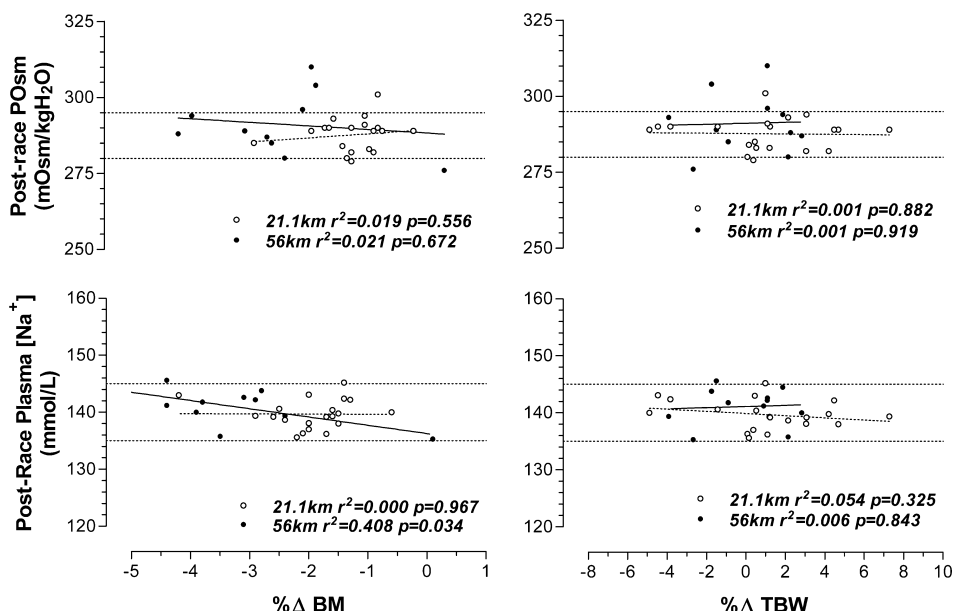 Post-race POsm
(mOsm/kgH2O)
325
300
275
250
21.1km r2=0.019 p=0.556
56km r2=0.021 p=0.672
325
300
275
250
21.1km r2=0.001 p=0.882
56km r2=0.001 p=0.919
Post-Race Plasma [Na+]
(mmol/L)
160
150
140
130
120
21.1km r2=0.000 p=0.967
56km r2=0.408 p=0.034
160
150
140
130
120
21.1km r2=0.054 p=0.325
56km r2=0.006 p=0.843
-5 -4 -3 -2 -1 0 1
%Δ BM
-8 -6 -4 -2 0 2 4 6 8 10
%Δ TBW